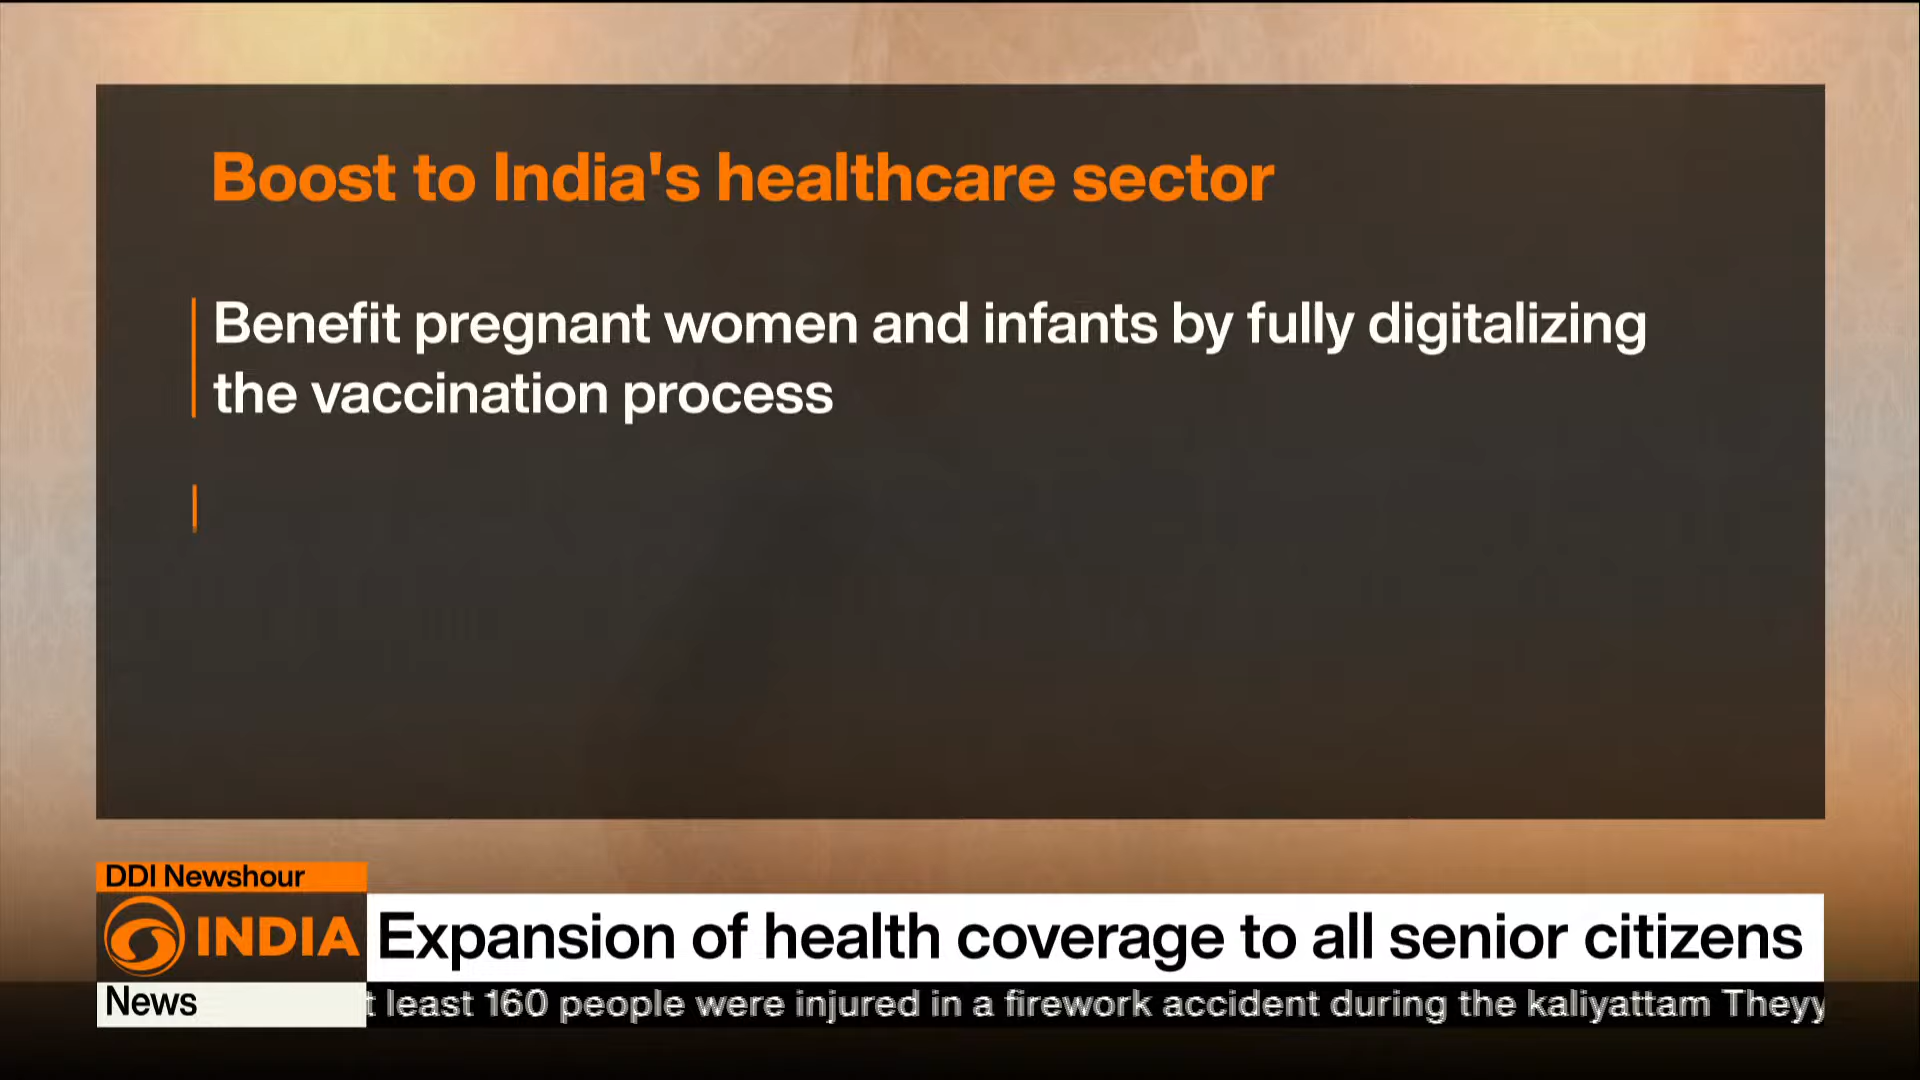 Boost to India's healthcare sector
Benefit pregnant women and infants by fully digitalizing
the vaccination process
DDI Newshour
INDIA
Expansion of health coverage to all senior citizens
News
least 160 people were injured in a firework accident during the kaliyattam